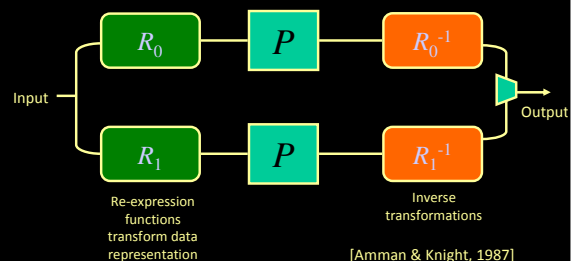 R₀ P R₀⁻¹
Input
Output
R₁ P R₁⁻¹
Re-expression
functions
transform data
representation
Inverse
transformations
[Amman & Knight, 1987]